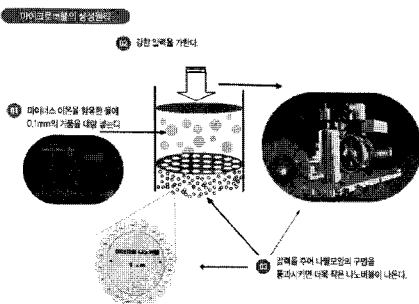 마이크로버블의 생성원리
02 강한 압력을 가한다.
01 마이너스 이온을 함유한 물에
0.1mm의 거품을 대량 넣는다
03 압력을 주어 나팔모양의 구멍을
통과시키면 더욱 작은 나노버블이 나온다.